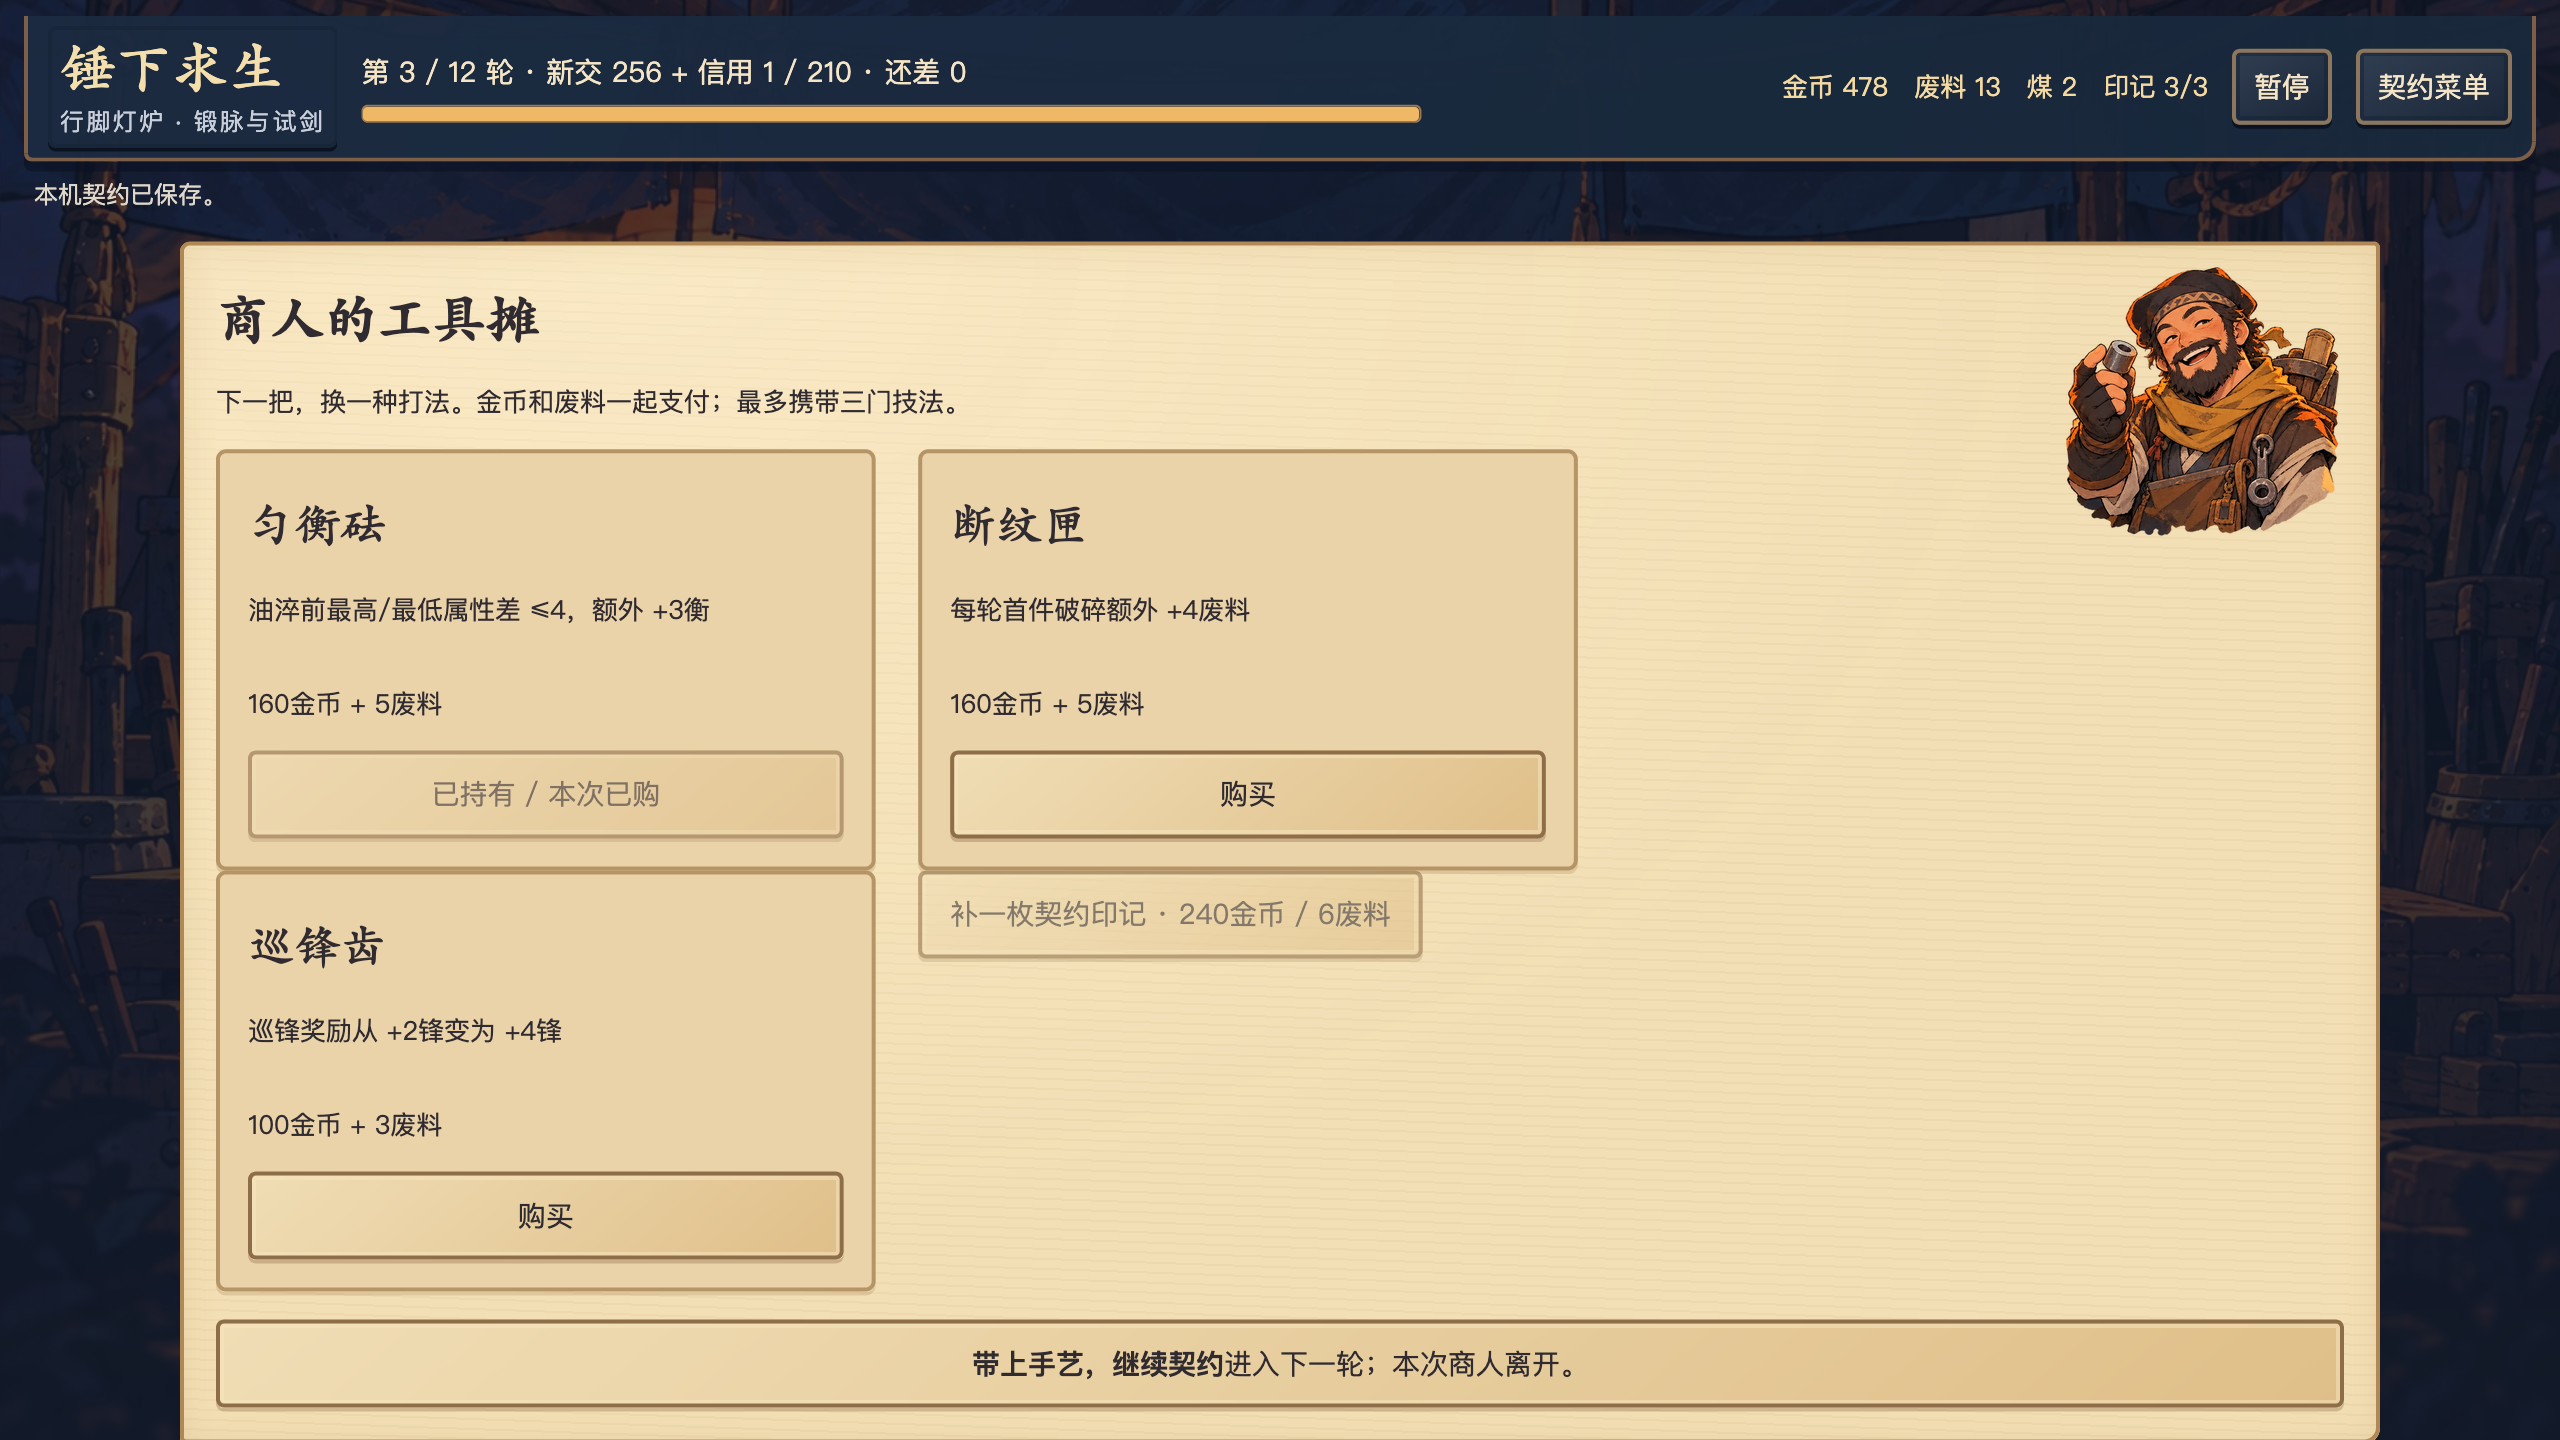 锤下求生
行脚灯炉 · 锻脉与试剑
第 3 / 12 轮 · 新交 256 + 信用 1 / 210 · 还差 0
金币 478 废料 13 煤 2 印记 3/3
暂停
契约菜单
本机契约已保存。
商人的工具摊
下一把，换一种打法。金币和废料一起支付；最多携带三门技法。
匀衡砝
油淬前最高/最低属性差 ≤4，额外 +3衡
160金币 + 5废料
已持有 / 本次已购
断纹匣
每轮首件破碎额外 +4废料
160金币 + 5废料
购买
巡锋齿
巡锋奖励从 +2锋变为 +4锋
100金币 + 3废料
购买
补一枚契约印记 · 240金币 / 6废料
带上手艺，继续契约进入下一轮；本次商人离开。